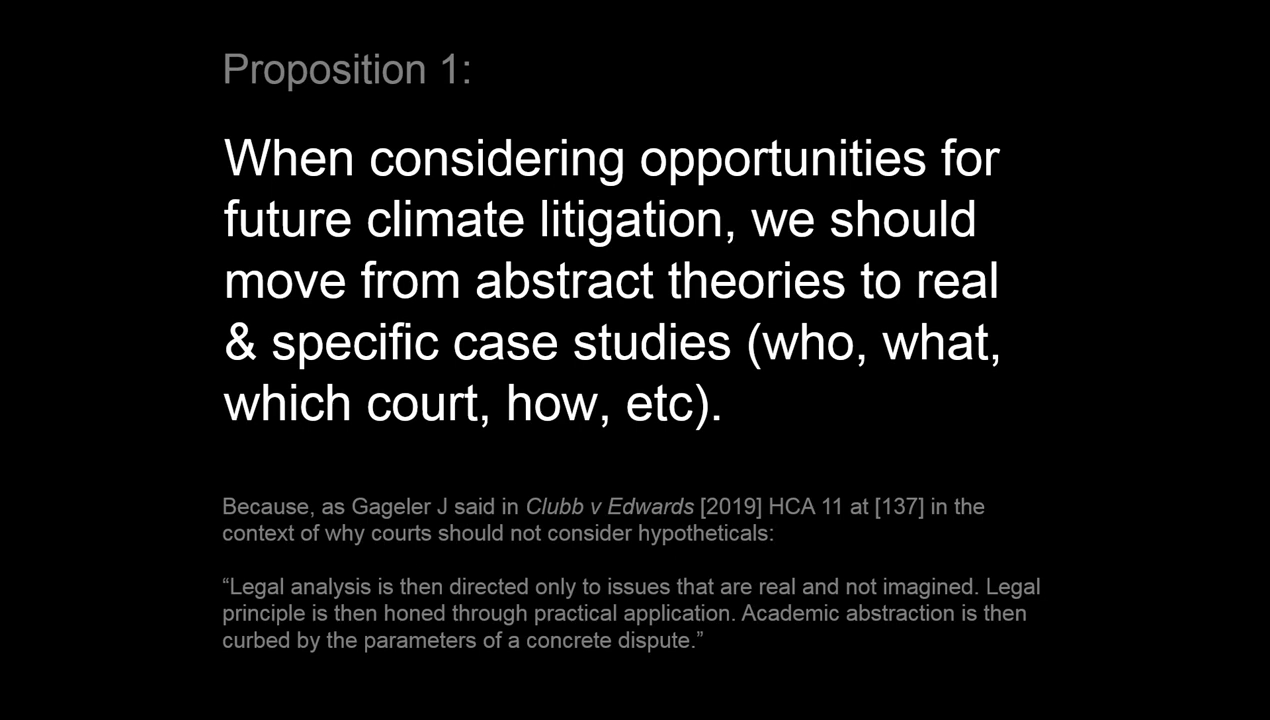 Proposition 1:
When considering opportunities for
future climate litigation, we should
move from abstract theories to real
& specific case studies (who, what,
which court, how, etc).
Because, as Gageler J said in Clubb v Edwards [2019] HCA 11 at [137] in the
context of why courts should not consider hypotheticals:
“Legal analysis is then directed only to issues that are real and not imagined. Legal
principle is then honed through practical application. Academic abstraction is then
curbed by the parameters of a concrete dispute.”